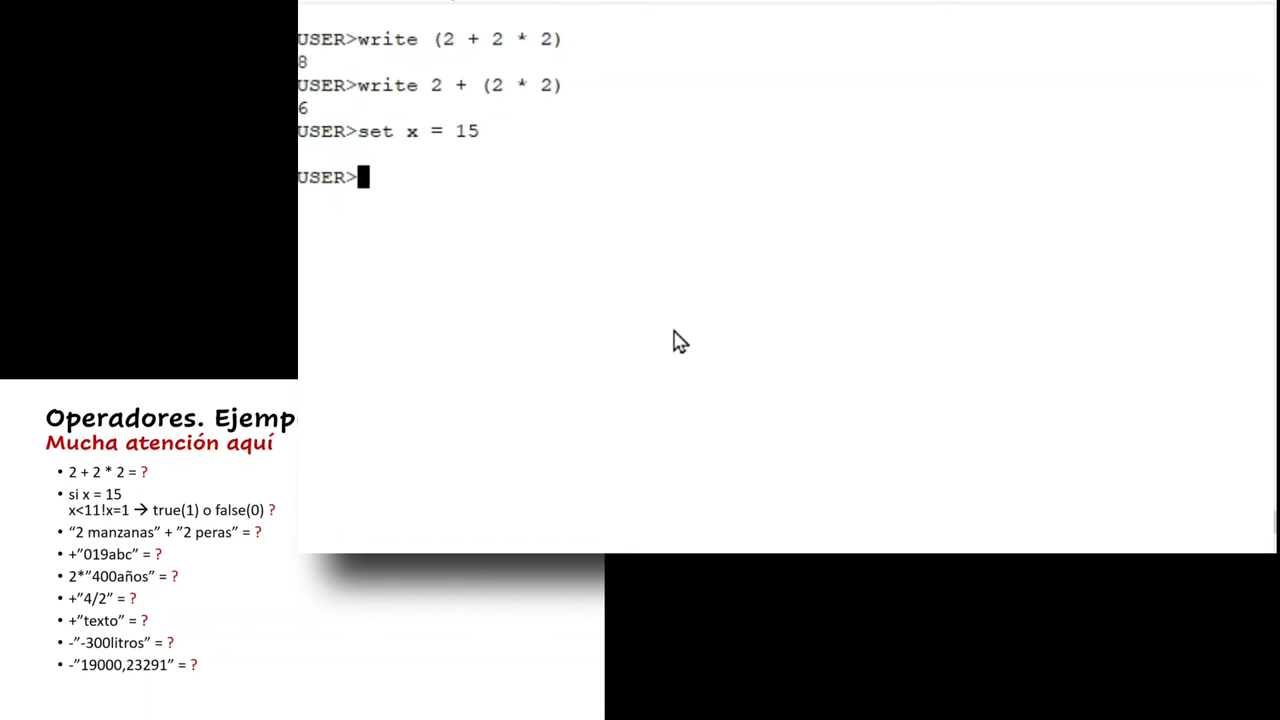 USER>write (2 + 2 * 2)
8
USER>write 2 + (2 * 2)
6
USER>set x = 15
USER>
Operadores. Ejemp
Mucha atención aquí
• 2 + 2 * 2 = ?
• si x = 15
x<11!x=1 → true(1) o false(0) ?
• “2 manzanas” + ”2 peras” = ?
• +”019abc” = ?
• 2*”400años” = ?
• +”4/2” = ?
• +”texto” = ?
• -”-300litros” = ?
• -”19000,23291” = ?